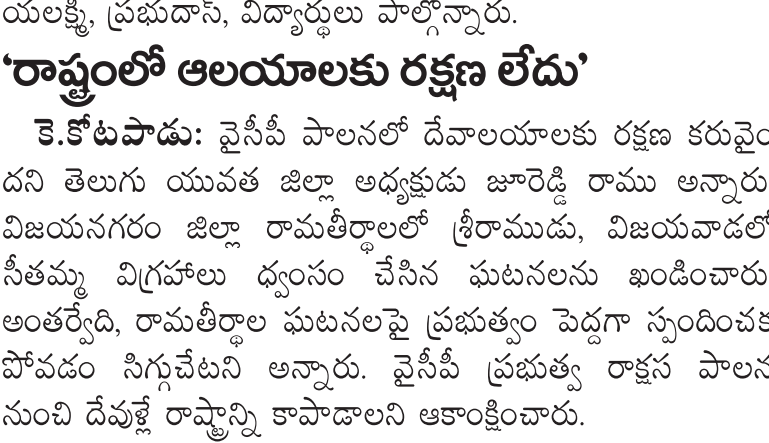 యలక్ష్మి, ప్రభుదాస్, విద్యార్థులు పాల్గొన్నారు.
‘రాష్ట్రంలో ఆలయాలకు రక్షణ లేదు’
కె.కోటపాడు: వైసీపీ పాలనలో దేవాలయాలకు రక్షణ కరువైం
దని తెలుగు యువత జిల్లా అధ్యక్షుడు జూరెడ్డి రాము అన్నారు
విజయనగరం జిల్లా రామతీర్థాలలో శ్రీరాముడు, విజయవాడలో
సీతమ్మ విగ్రహాలు ధ్వంసం చేసిన ఘటనలను ఖండించారు
అంతర్వేది, రామతీర్థాల ఘటనలపై ప్రభుత్వం పెద్దగా స్పందించక
పోవడం సిగ్గుచేటని అన్నారు. వైసీపీ ప్రభుత్వ రాక్షస పాలన
నుంచి దేవుళ్లే రాష్ట్రాన్ని కాపాడాలని ఆకాంక్షించారు.